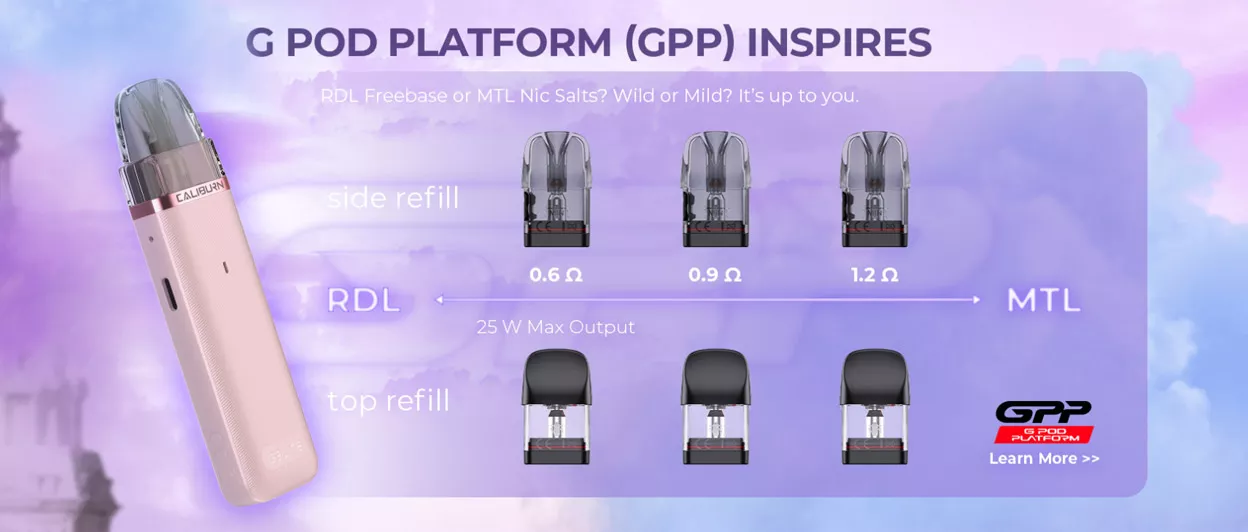 G POD PLATFORM (GPP) INSPIRES
RDL Freebase or MTL Nic Salts? Wild or Mild? It's up to you.
CALIBURN
side refill
0.6 Ω
0.9 Ω
1.2 Ω
RDL
MTL
25 W Max Output
top refill
GPP
G POD
PLATFORM
Learn More >>